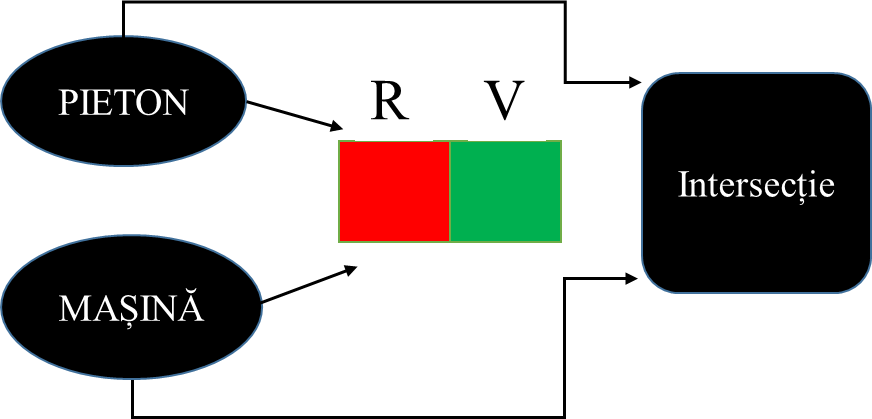 R V
PIETON
Intersecție
MAȘINĂ